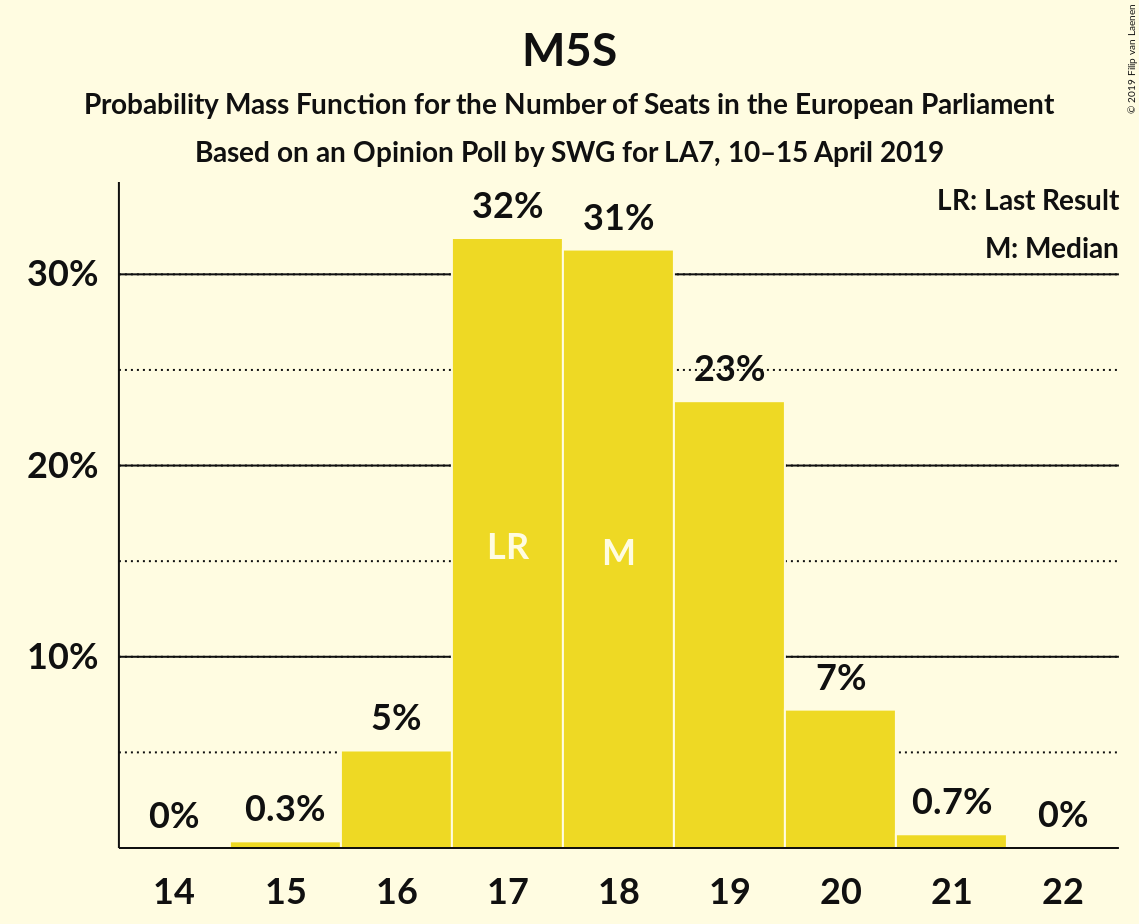 M5S
Probability Mass Function for the Number of Seats in the European Parliament
Based on an Opinion Poll by SWG for LA7, 10–15 April 2019
© 2019 Filip van Laenen
LR: Last Result
M: Median
30%
20%
10%
0%
0.3%
5%
32%
31%
23%
7%
0.7%
0%
LR
M
14
15
16
17
18
19
20
21
22